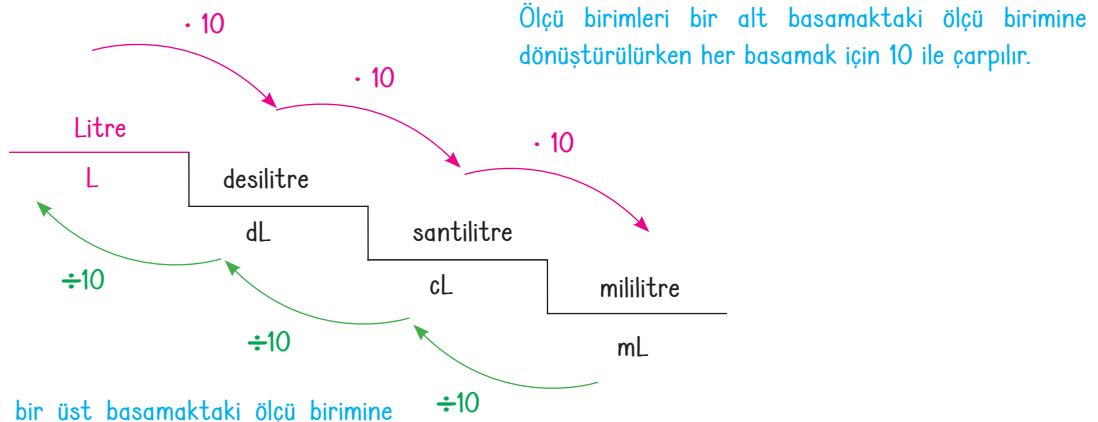 · 10
Ölçü birimleri bir alt basamaktaki ölçü birimine
dönüştürülürken her basamak için 10 ile çarpılır.
· 10
Litre
· 10
L
desilitre
dL
santilitre
÷10
cL
mililitre
÷10
mL
÷10
bir üst basamaktaki ölçü birimine